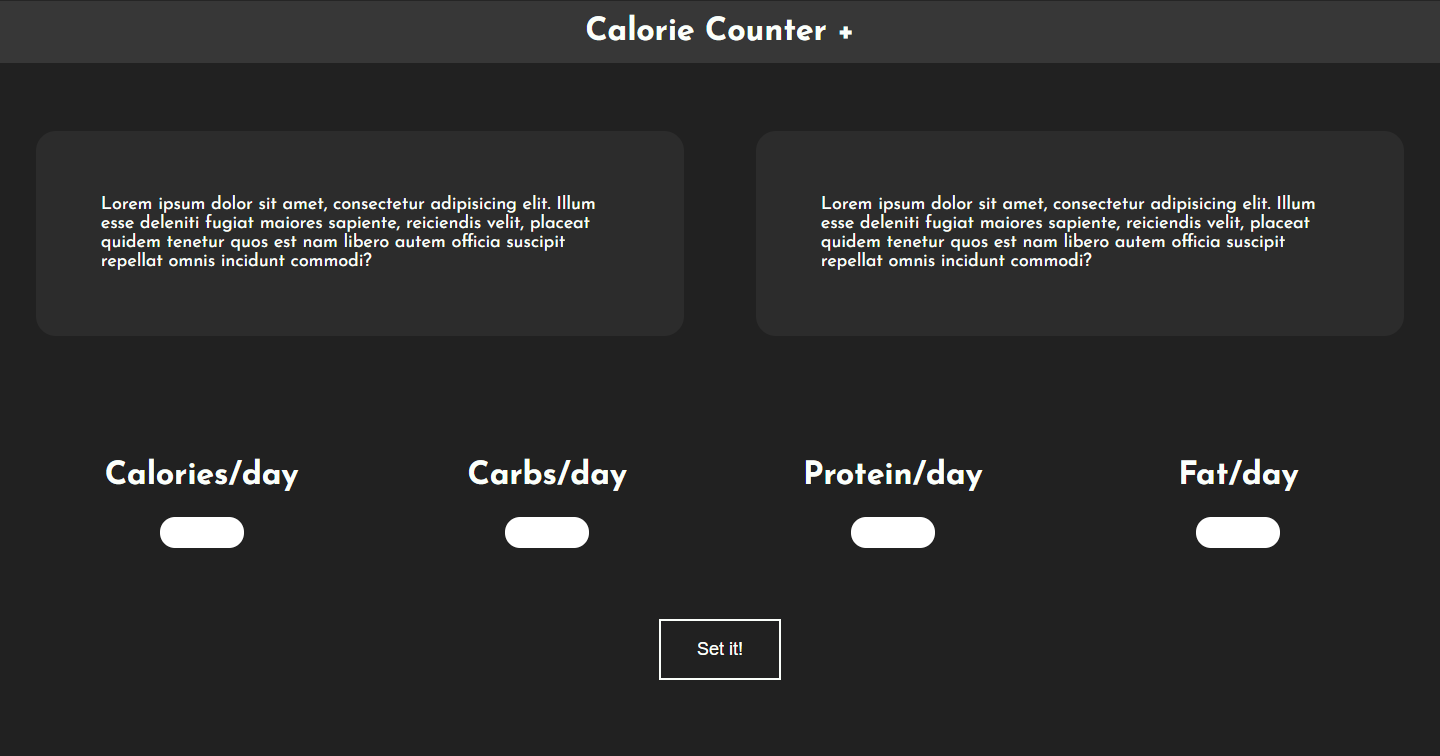 Calorie Counter +
Lorem ipsum dolor sit amet, consectetur adipisicing elit. Illum
esse deleniti fugiat maiores sapiente, reiciendis velit, placeat
quidem tenetur quos est nam libero autem officia suscipit
repellat omnis incidunt commodi?
Lorem ipsum dolor sit amet, consectetur adipisicing elit. Illum
esse deleniti fugiat maiores sapiente, reiciendis velit, placeat
quidem tenetur quos est nam libero autem officia suscipit
repellat omnis incidunt commodi?
Calories/day
Carbs/day
Protein/day
Fat/day
Set it!